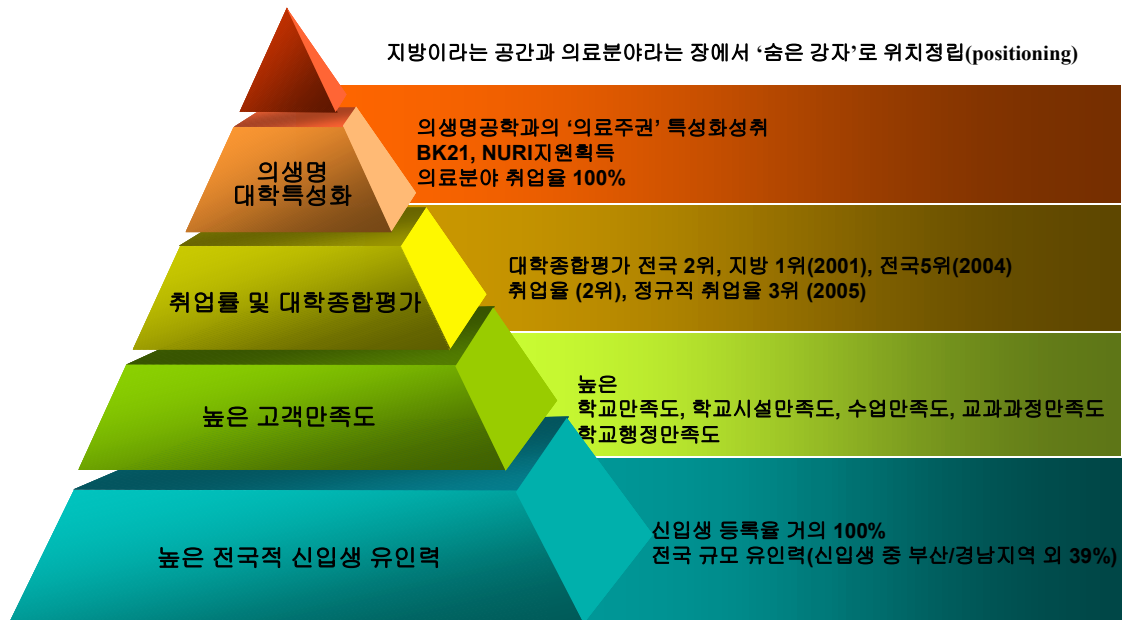 지방이라는 공간과 의료분야라는 장에서 ‘숨은 강자’로 위치정립(positioning)
의생명
대학특성화
의생명공학과의 ‘의료주권’ 특성화성취
BK21, NURI지원획득
의료분야 취업율 100%
취업률 및 대학종합평가
대학종합평가 전국 2위, 지방 1위(2001), 전국5위(2004)
취업율 (2위), 정규직 취업율 3위 (2005)
높은 고객만족도
높은
학교만족도, 학교시설만족도, 수업만족도, 교과과정만족도
학교행정만족도
높은 전국적 신입생 유인력
신입생 등록율 거의 100%
전국 규모 유인력(신입생 중 부산/경남지역 외 39%)